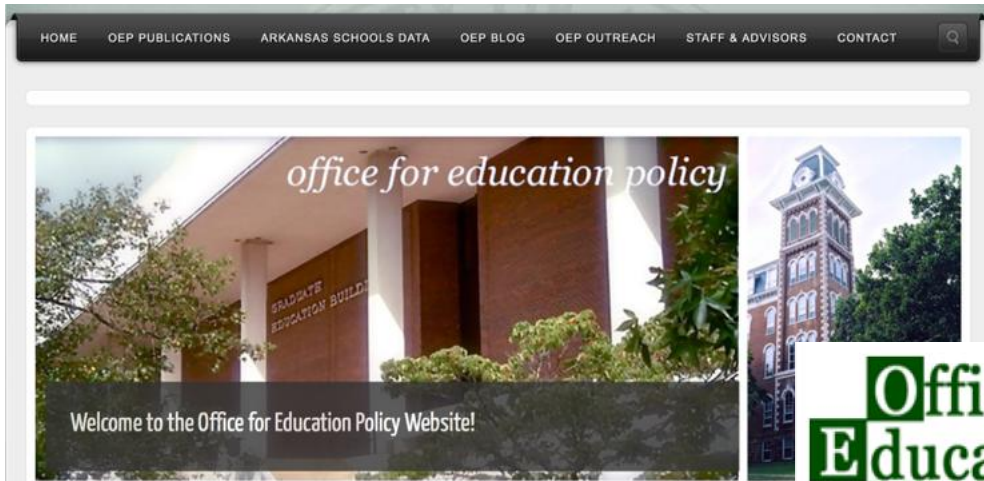 HOME OEP PUBLICATIONS ARKANSAS SCHOOLS DATA OEP BLOG OEP OUTREACH STAFF & ADVISORS CONTACT
office for education policy
GRADUATE
EDUCATION
Welcome to the Office for Education Policy Website!